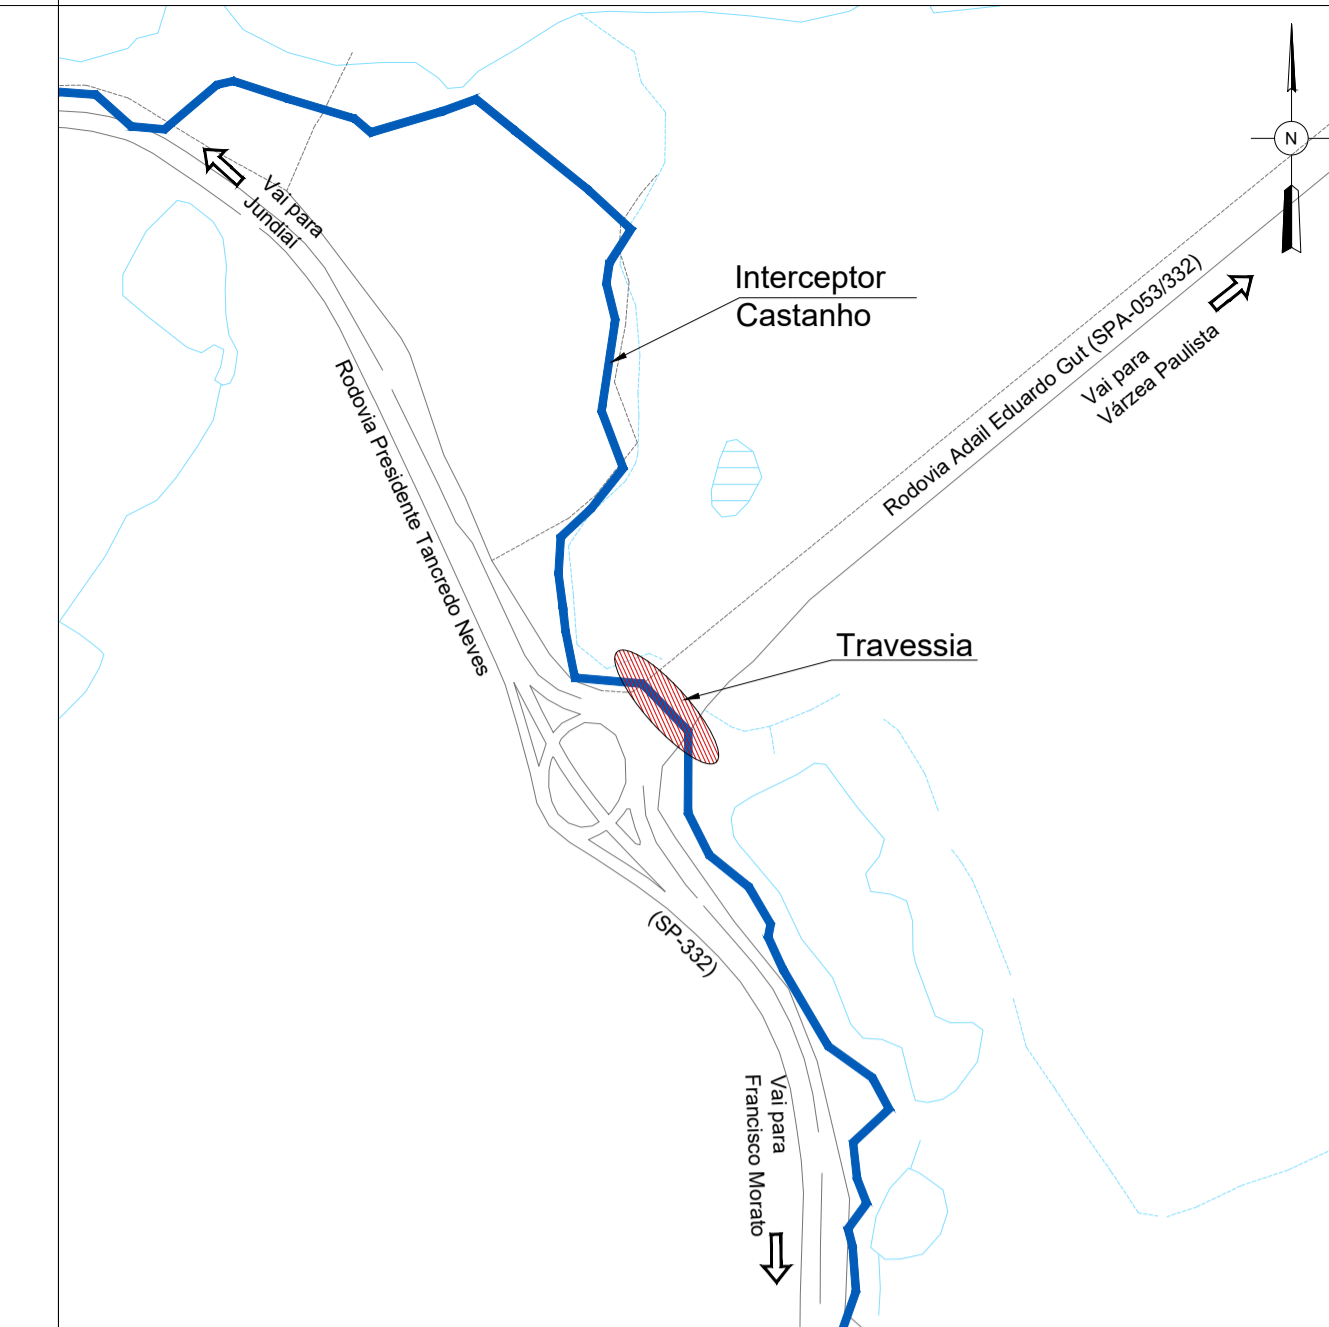 N
Vai para
Jundiaí
Interceptor
Castanho
Rodovia Adail Eduardo Gut (SPA-053/332)
Vai para
Várzea Paulista
Rodovia Presidente Tancredo Neves
Travessia
(SP-332)
Vai para
Francisco Morato